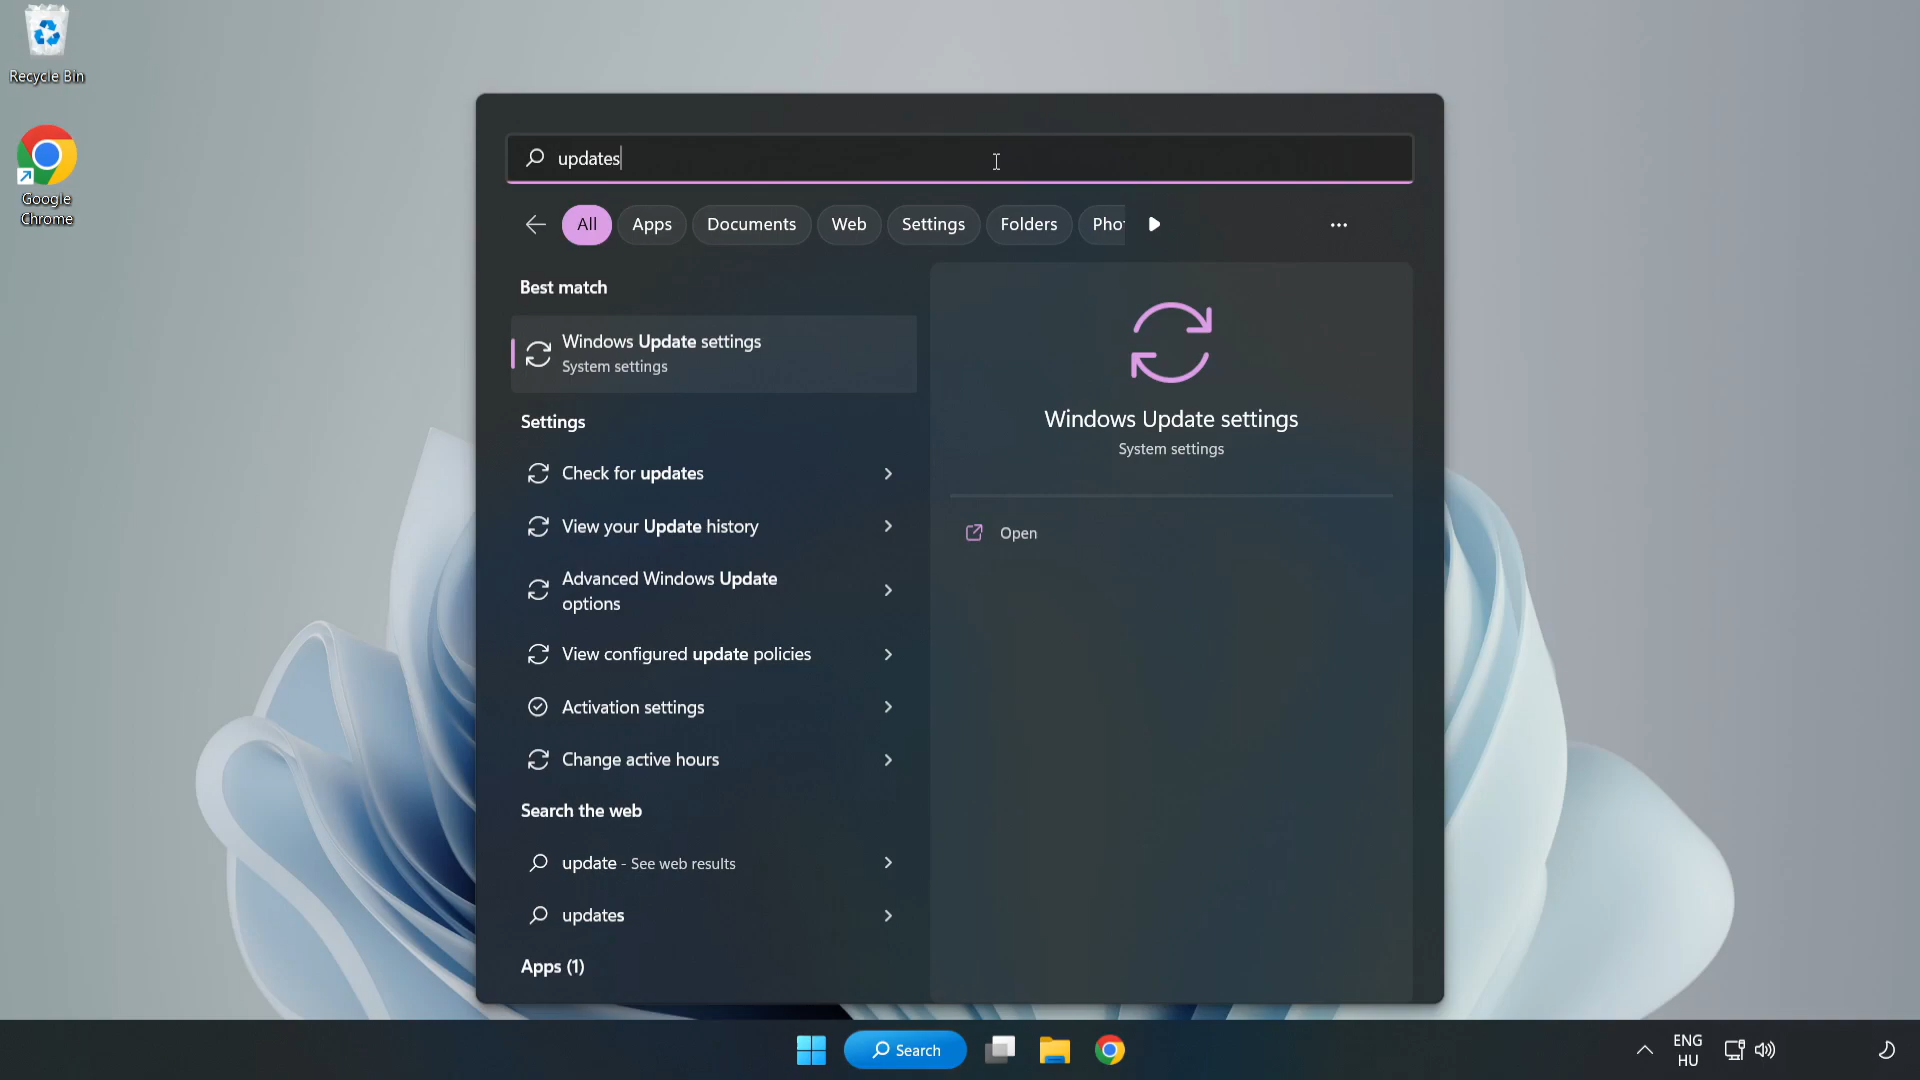 Recycle Bin
Google
Chrome
updates
All
Apps
Documents
Web
Settings
Folders
Pho
Best match
Windows Update settings
System settings
Settings
Check for updates
View your Update history
Advanced Windows Update
options
View configured update policies
Activation settings
Change active hours
Search the web
update - See web results
updates
Apps (1)
Windows Update settings
System settings
Open
Search
ENG
HU